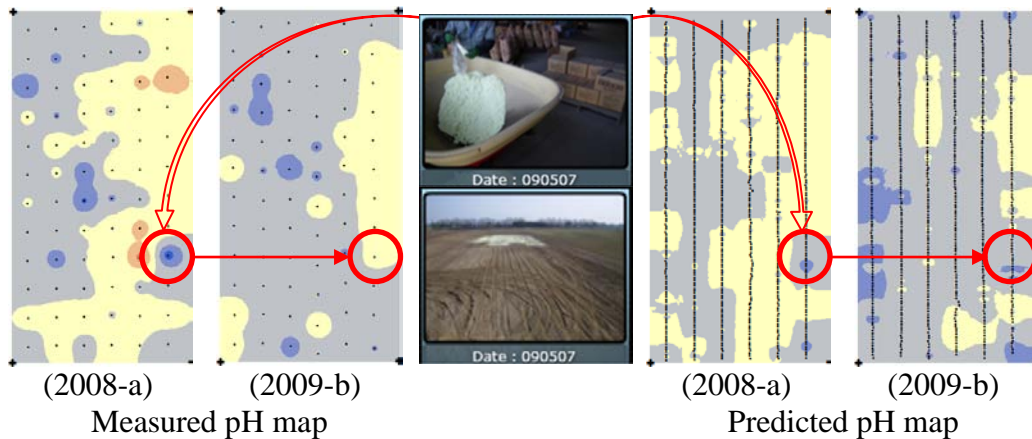 Date : 090507
Date : 090507
(2008-a) (2009-b) (2008-a) (2009-b)
Measured pH map Predicted pH map